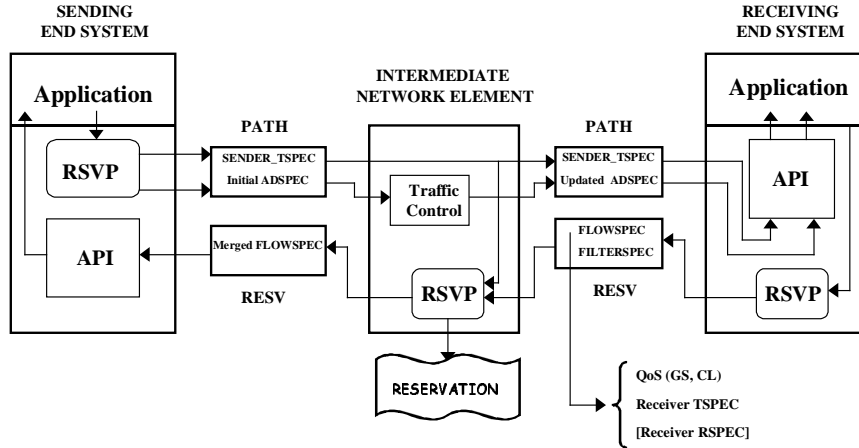 SENDING
END SYSTEM
RECEIVING
END SYSTEM
INTERMEDIATE
NETWORK ELEMENT
Application
Application
PATH
PATH
RSVP
SENDER_TSPEC
Initial ADSPEC
Traffic
Control
SENDER_TSPEC
Updated ADSPEC
API
API
Merged FLOWSPEC
RESV
RSVP
FLOWSPEC
FILTERSPEC
RESV
RSVP
RESERVATION
QoS (GS, CL)
Receiver TSPEC
[Receiver RSPEC]